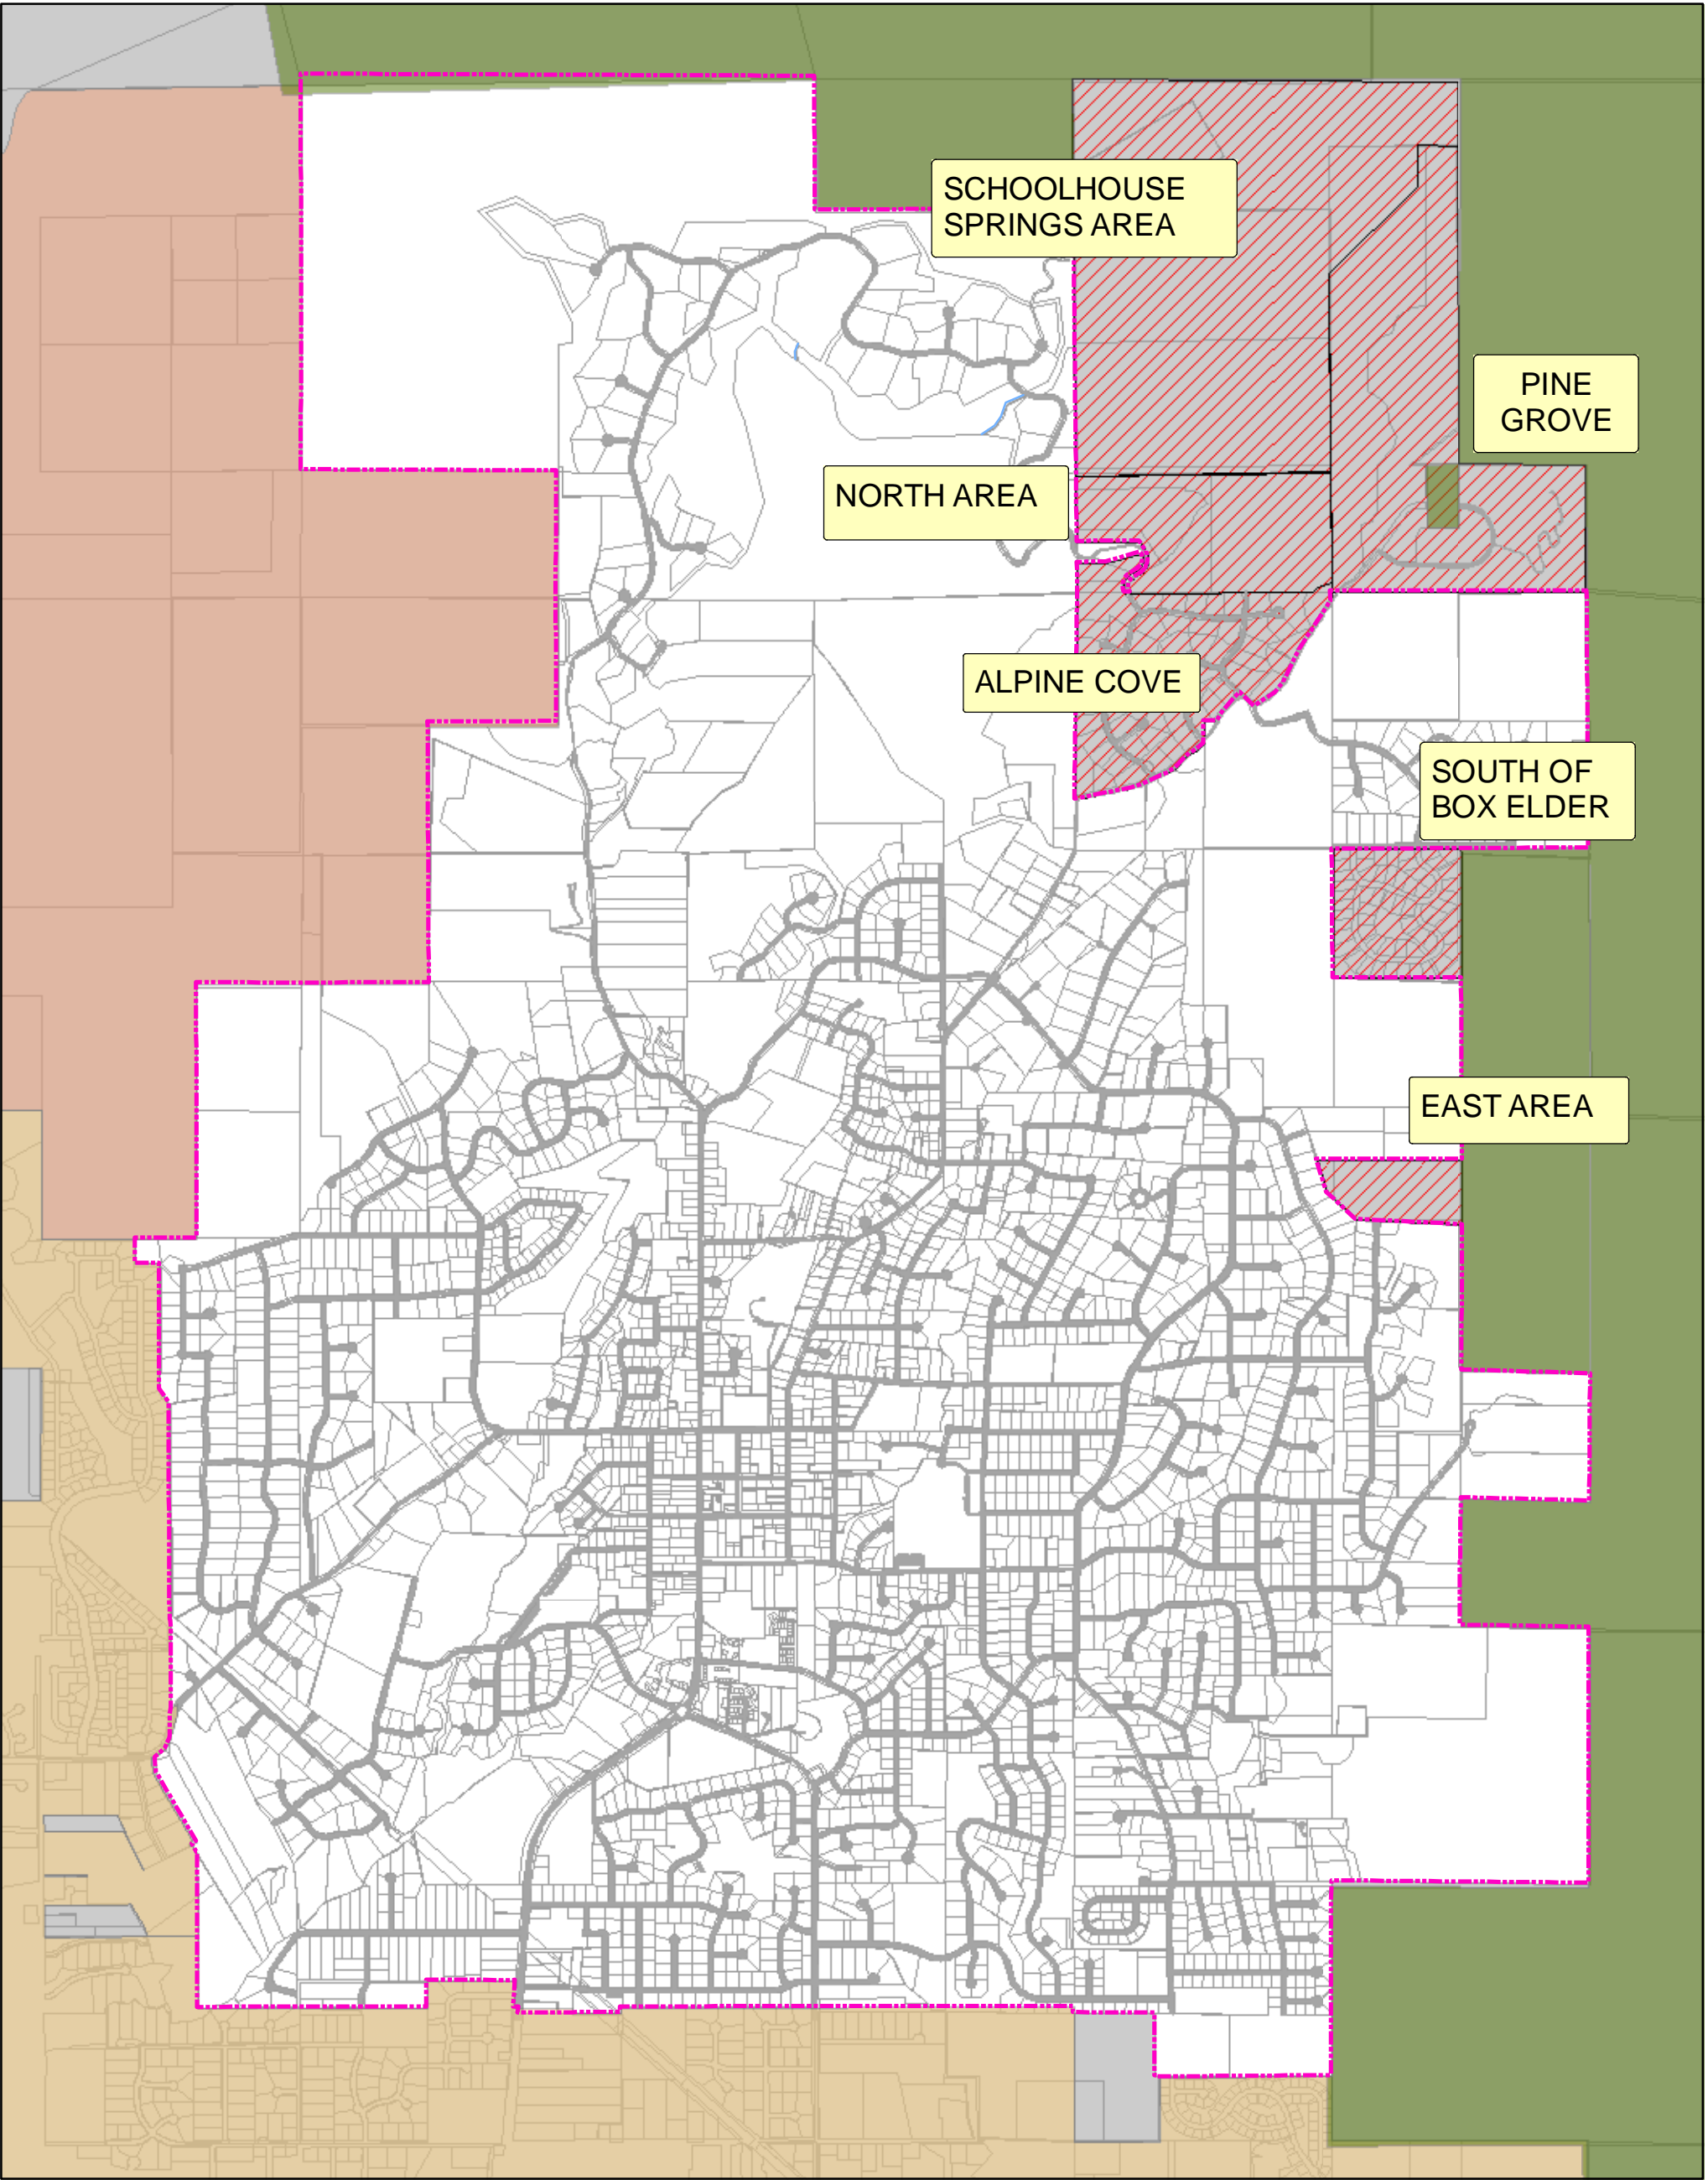 SCHOOLHOUSE
SPRINGS AREA
PINE
GROVE
NORTH AREA
ALPINE COVE
SOUTH OF
BOX ELDER
EAST AREA